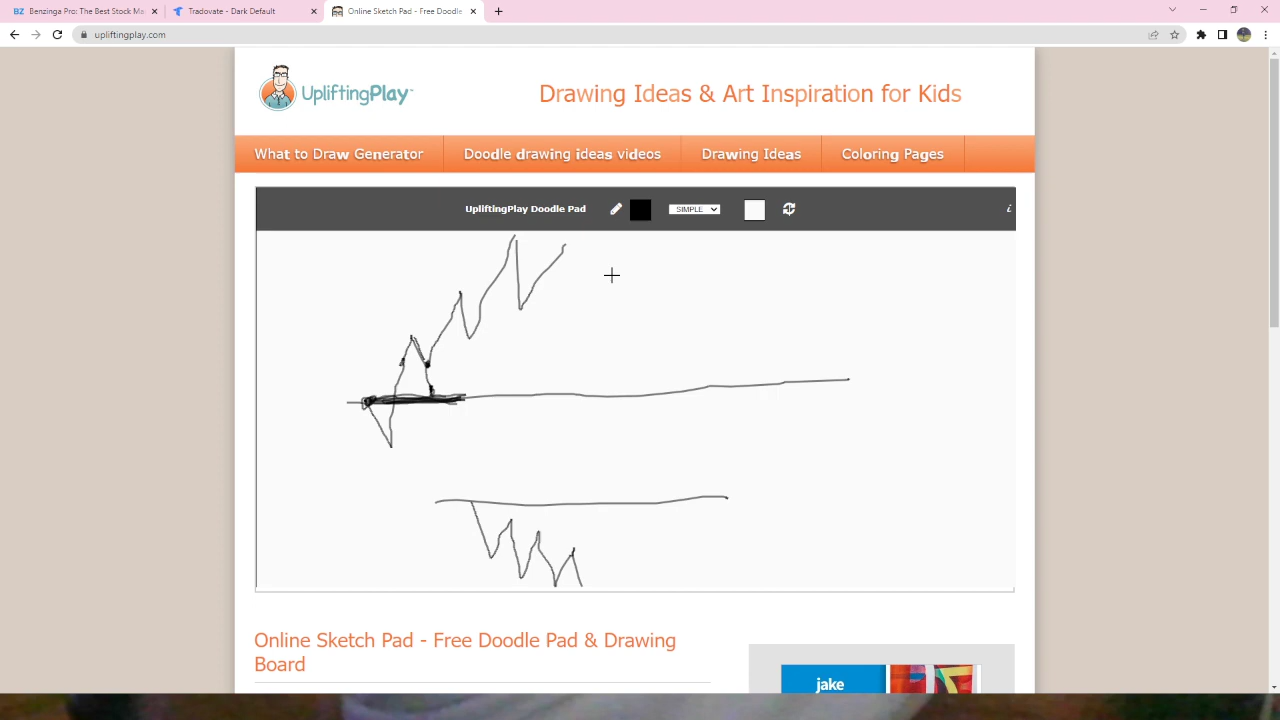 Benzinga Pro: The Best Stock Ma
Tradovate - Dark Default
Online Sketch Pad - Free Doodle
upliftingplay.com
UpliftingPlay
Drawing Ideas & Art Inspiration for Kids
What to Draw Generator
Doodle drawing ideas videos
Drawing Ideas
Coloring Pages
UpliftingPlay Doodle Pad
SIMPLE
i
Online Sketch Pad - Free Doodle Pad & Drawing
Board
jake